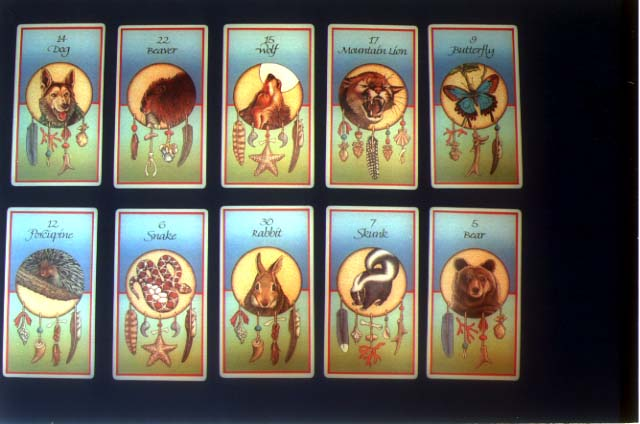 14
Dog
22
Beaver
15
Wolf
17
Mountain Lion
9
Butterfly
12
Porcupine
6
Snake
30
Rabbit
7
Skunk
5
Bear